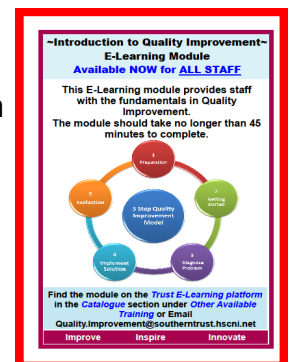 ~Introduction to Quality Improvement~
E-Learning Module
Available NOW for ALL STAFF
This E-Learning module provides staff
with the fundamentals in Quality
Improvement.
The module should take no longer than 45
minutes to complete.
1
Preparation
2
Getting
started
3
Diagnose
Problem
4
Implement
Solution
5
Evaluation
5 Step Quality
Improvement
Model
Find the module on the Trust E-Learning platform
in the Catalogue section under Other Available
Training or Email
Quality.Improvement@southerntrust.hscni.net
Improve Inspire Innovate